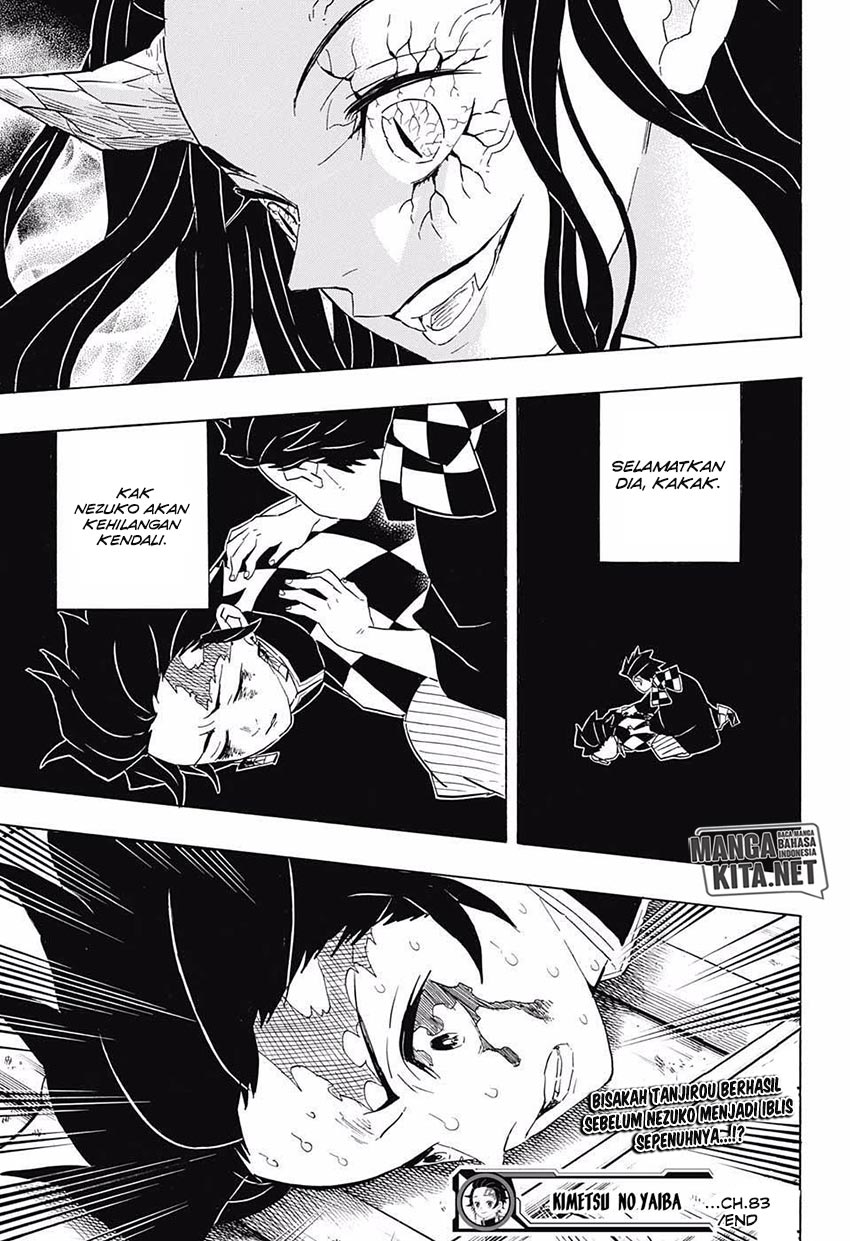 SELAMATKAN
DIA, KAKAK.
KAK
NEZUKO AKAN
KEHILANGAN
KENDALI.
MANGA
BACA MANGA
BAHASA
INDONESIA
KITA.NET
BISAKAH TANJIROU BERHASIL
SEBELUM NEZUKO MENJADI IBLIS
SEPENUHNYA...!?
KIMETSU NO YAIBA
...CH.83
/END